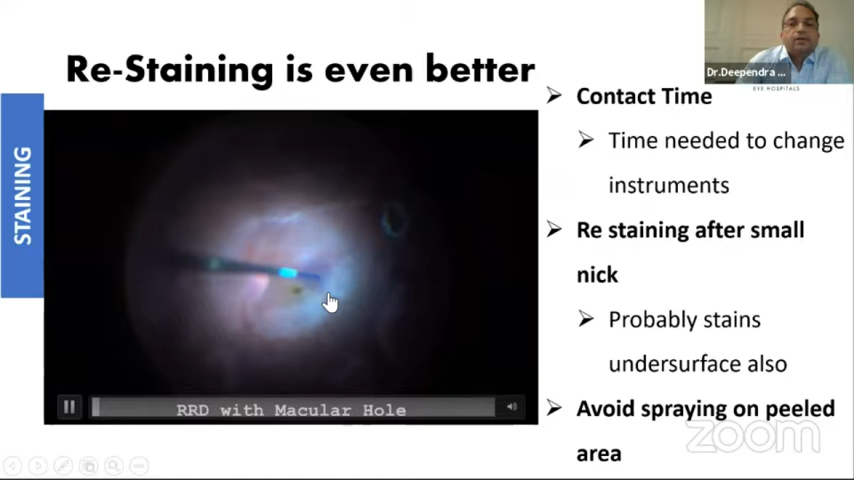 Re-Staining is even better
Dr.Deependra ...
EYE HOSPITALS
STAINING
➢ Contact Time
➢ Time needed to change
instruments
➢ Re staining after small
nick
➢ Probably stains
undersurface also
➢ Avoid spraying on peeled
area
RRD with Macular Hole
zoom